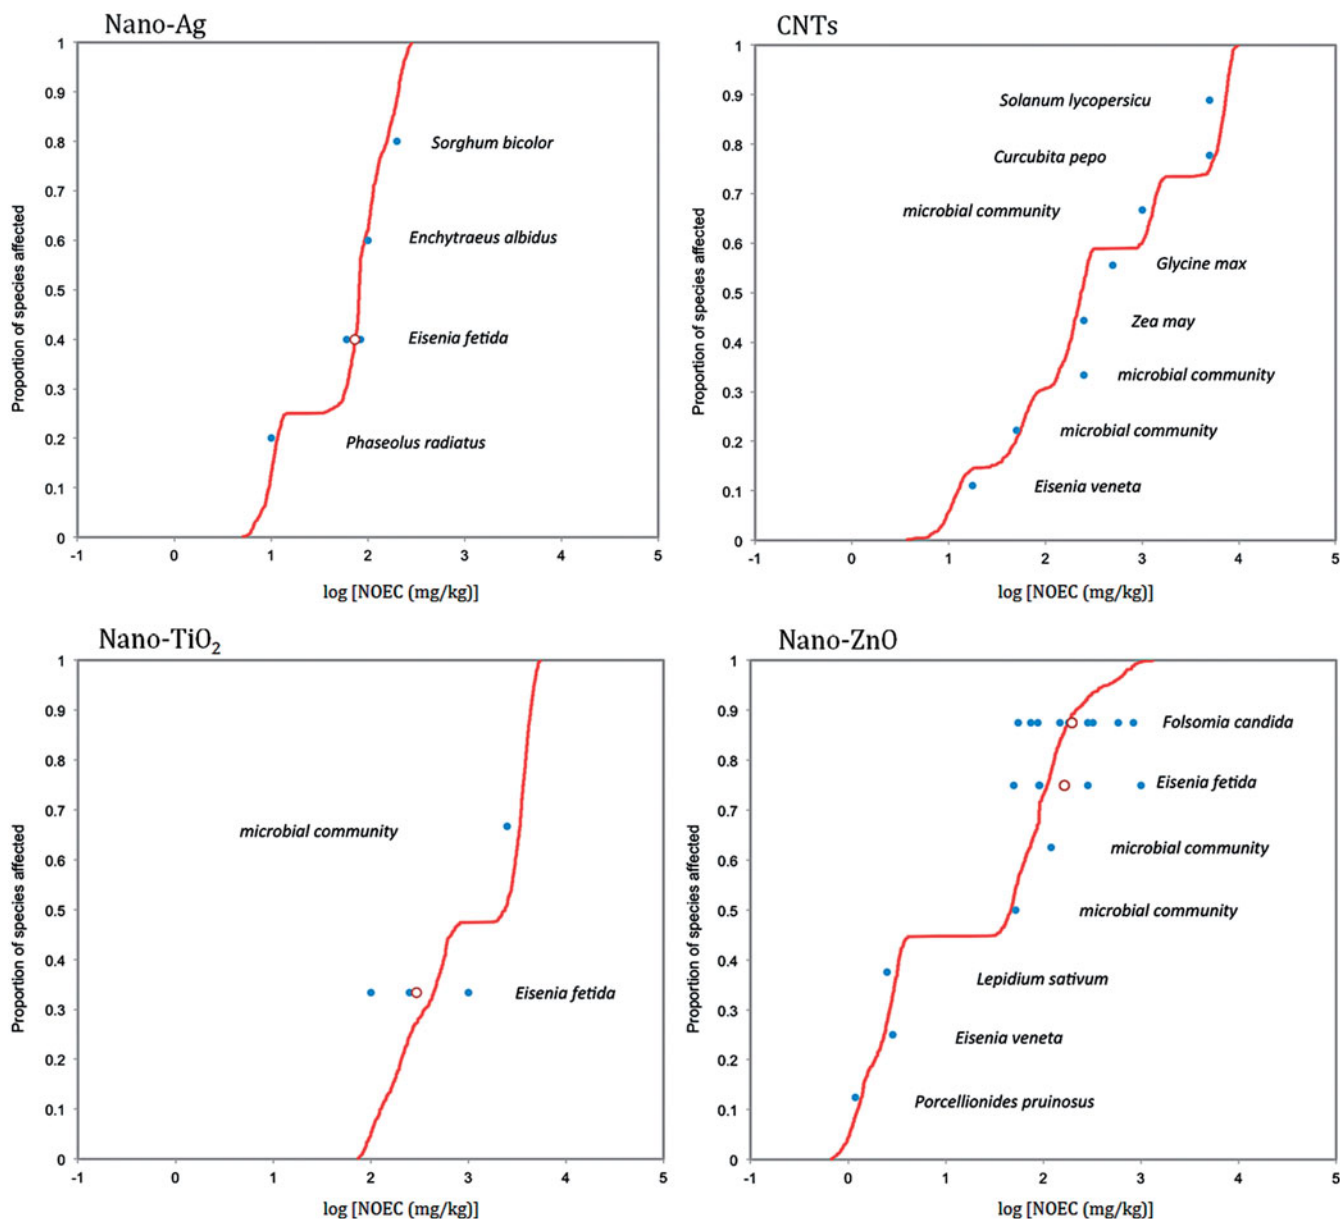 Nano-Ag
1
0.9
0.8
0.7
0.6
0.5
0.4
0.3
0.2
0.1
0
Proportion of species affected
Sorghum bicolor
Enchytraeus albidus
Eisenia fetida
Phaseolus radiatus
-1 0 1 2 3 4 5
log [NOEC (mg/kg)]
CNTs
1
0.9
0.8
0.7
0.6
0.5
0.4
0.3
0.2
0.1
0
Proportion of species affected
Solanum lycopersicu
Curcubita pepo
microbial community
Glycine max
Zea may
microbial community
microbial community
Eisenia veneta
-1 0 1 2 3 4 5
log [NOEC (mg/kg)]
Nano-TiO₂
1
0.9
0.8
0.7
0.6
0.5
0.4
0.3
0.2
0.1
0
Proportion of species affected
microbial community
Eisenia fetida
-1 0 1 2 3 4 5
log [NOEC (mg/kg)]
Nano-ZnO
1
0.9
0.8
0.7
0.6
0.5
0.4
0.3
0.2
0.1
0
Proportion of species affected
Folsomia candida
Eisenia fetida
microbial community
microbial community
Lepidium sativum
Eisenia veneta
Porcellionides pruinosus
-1 0 1 2 3 4 5
log [NOEC (mg/kg)]